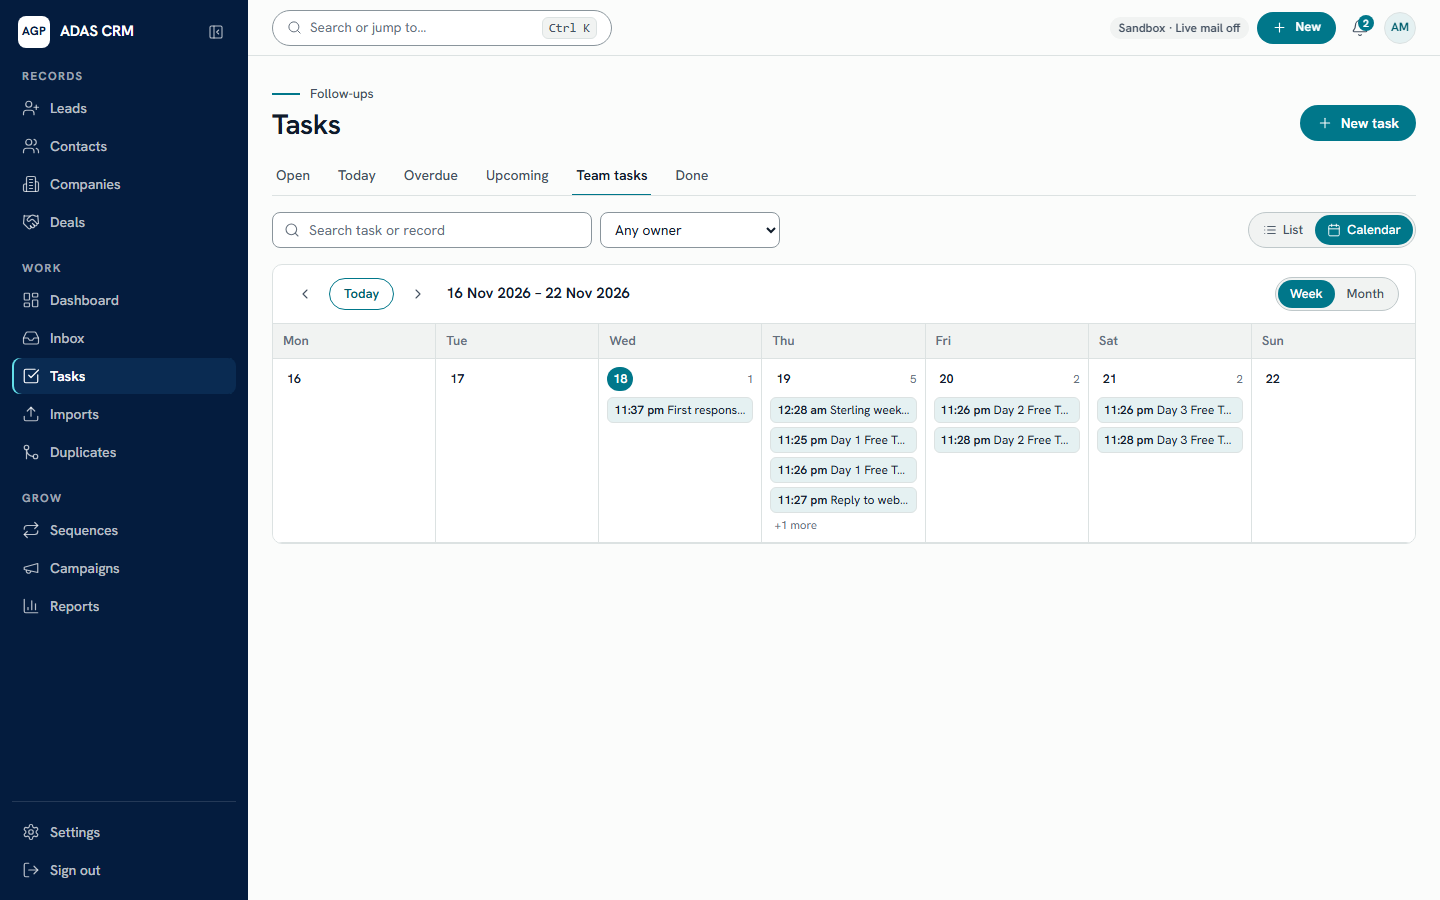 AGP ADAS CRM
RECORDS
Leads
Contacts
Companies
Deals
WORK
Dashboard
Inbox
Tasks
Imports
Duplicates
GROW
Sequences
Campaigns
Reports
Settings
Sign out
Search or jump to... Ctrl K
Sandbox · Live mail off
New
2
AM
Follow-ups
Tasks
New task
Open Today Overdue Upcoming Team tasks Done
Search task or record
Any owner
List Calendar
Today 16 Nov 2026 – 22 Nov 2026
Week Month
Mon Tue Wed Thu Fri Sat Sun
16
17
18 1
11:37 pm First respons...
19 5
12:28 am Sterling week...
11:25 pm Day 1 Free T...
11:26 pm Day 1 Free T...
11:27 pm Reply to web...
+1 more
20 2
11:26 pm Day 2 Free T...
11:28 pm Day 2 Free T...
21 2
11:26 pm Day 3 Free T...
11:28 pm Day 3 Free T...
22